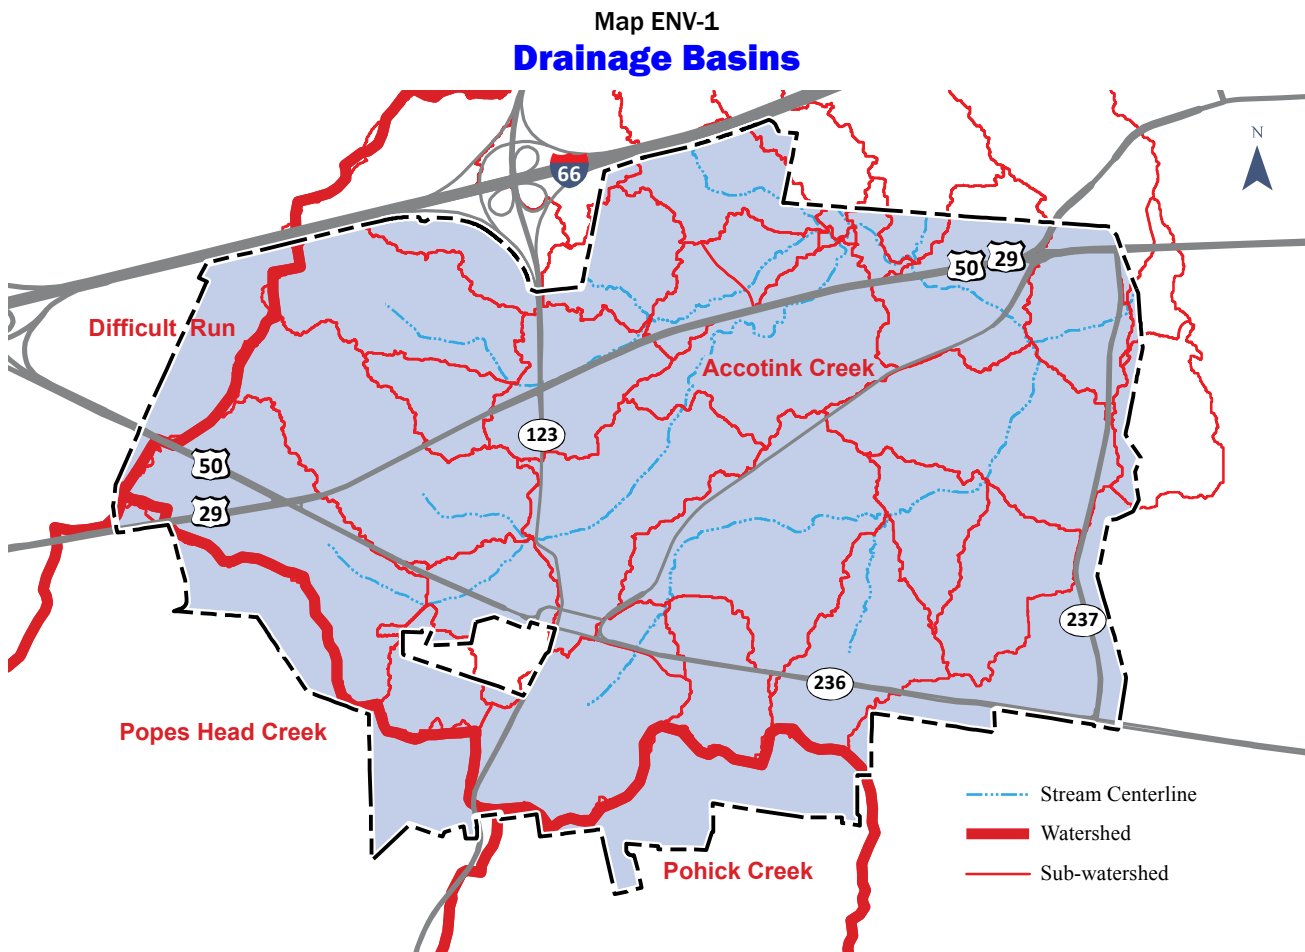 Map ENV-1
Drainage Basins
N
66
50
29
Difficult Run
Accotink Creek
123
50
29
237
236
Popes Head Creek
Pohick Creek
Stream Centerline
Watershed
Sub-watershed